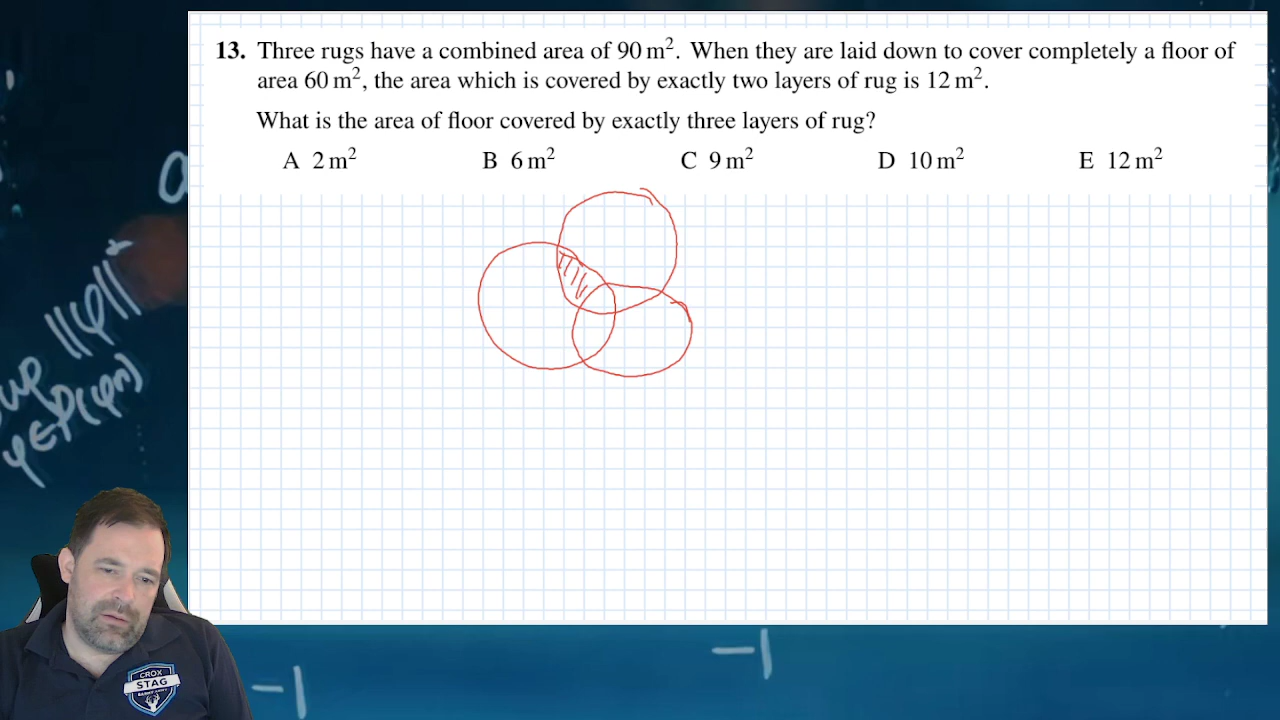 13. Three rugs have a combined area of 90 m². When they are laid down to cover completely a floor of
area 60 m², the area which is covered by exactly two layers of rug is 12 m².
What is the area of floor covered by exactly three layers of rug?
A 2 m² B 6 m² C 9 m² D 10 m² E 12 m²
||φ||
φ∈P(φn)
CROX
STAG
-1
-1